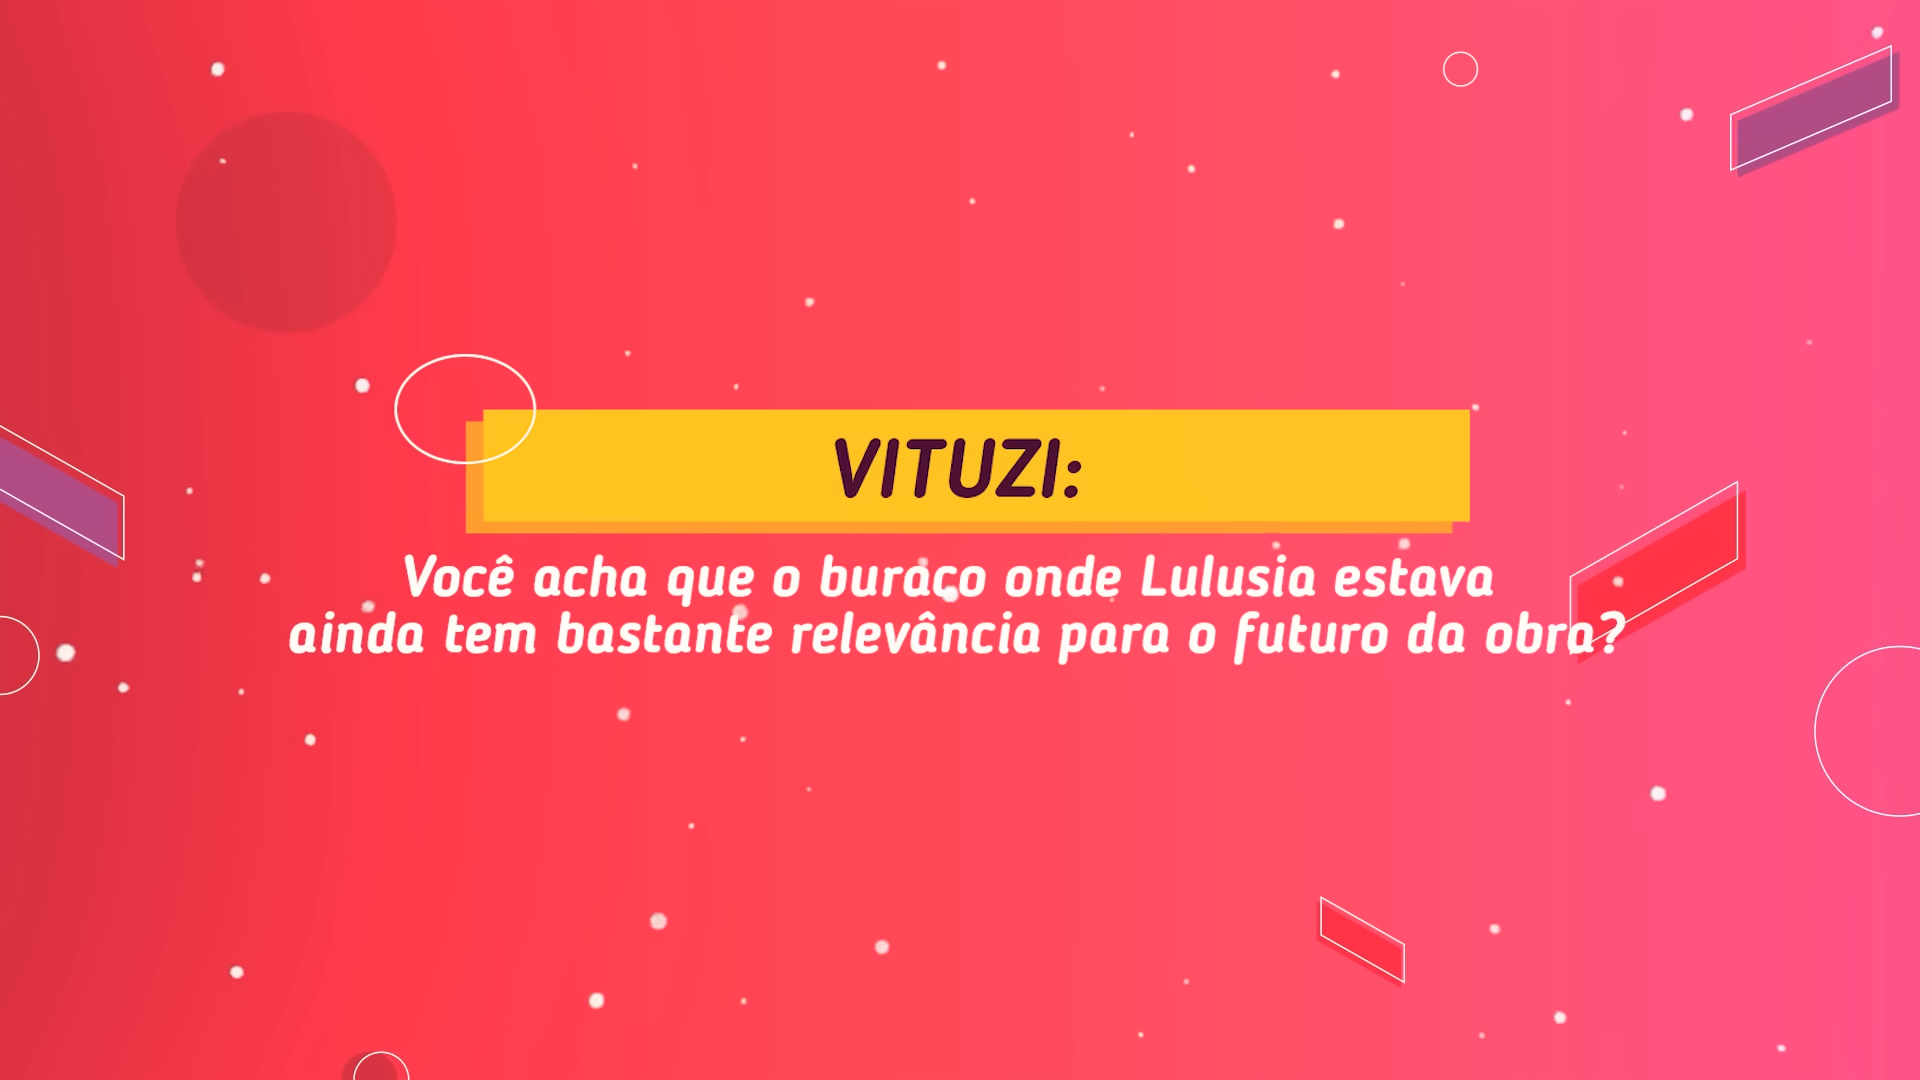 VITUZI:
Você acha que o buraco onde Lulusia estava
ainda tem bastante relevância para o futuro da obra?